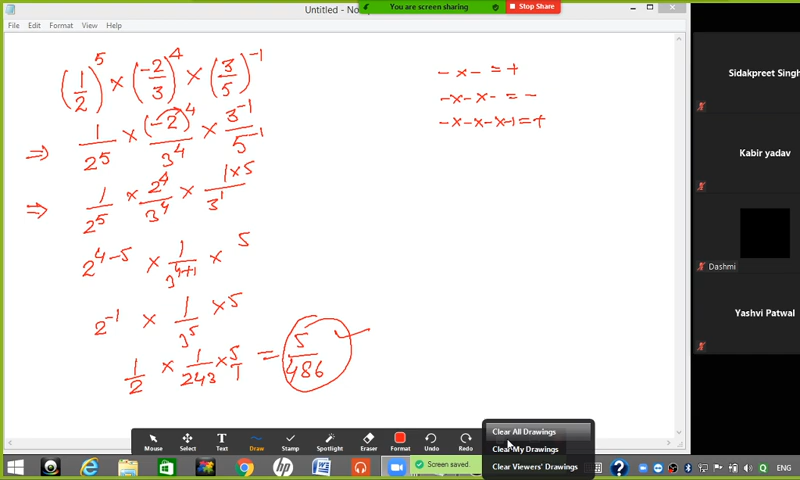 Untitled - No
You are screen sharing
Stop Share
File Edit Format View Help
(1/2)^5 × (-2/3)^4 × (3/5)^-1
⇒ 1/2^5 × (-2)^4/3^4 × 3^-1/5^-1
⇒ 1/2^5 × 2^4/3^4 × 1×5/3^1
2^4-5 × 1/3^4+1 × 5
2^-1 × 1/3^5 × 5
1/2 × 1/243 × 5/1 = 5/486
- × - = +
- × - × - = -
- × - × - × -1 = +
Sidakpreet Singh
Kabir yadav
Dashmi
Yashvi Patwal
Clear All Drawings
Clear My Drawings
Clear Viewers' Drawings
Mouse Select Text Draw Stamp Spotlight Eraser Format Undo Redo
Screen saved.
ENG